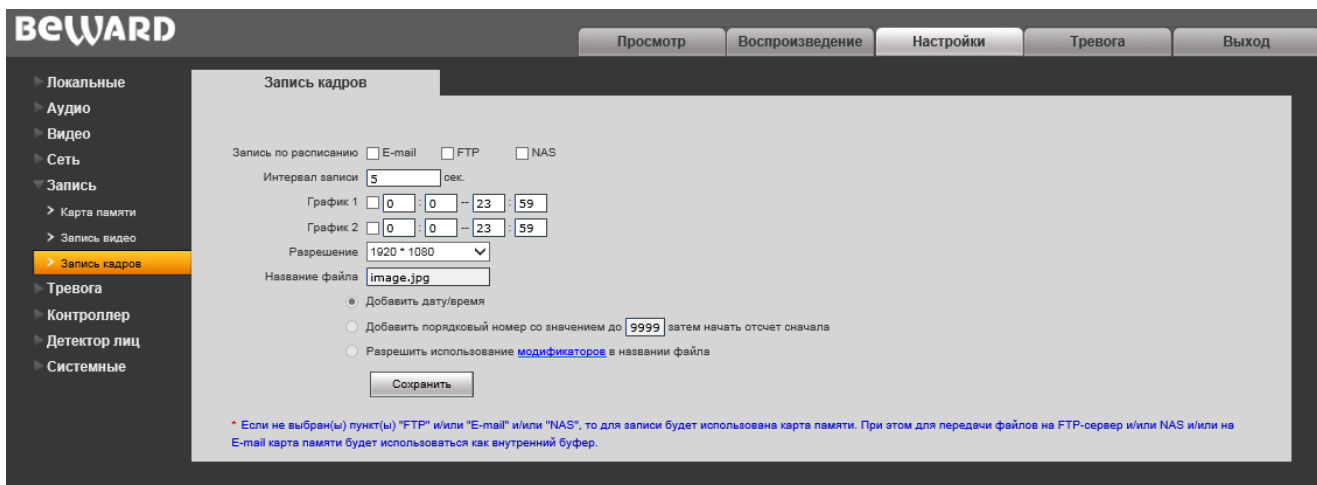 BEWARD
Просмотр Воспроизведение Настройки Тревога Выход
Локальные
Аудио
Видео
Сеть
Запись
Карта памяти
Запись видео
Запись кадров
Тревога
Контроллер
Детектор лиц
Системные
Запись кадров
Запись по расписанию E-mail FTP NAS
Интервал записи 5 сек.
График 1 0 : 0 -- 23 : 59
График 2 0 : 0 -- 23 : 59
Разрешение 1920 * 1080
Название файла image.jpg
Добавить дату/время
Добавить порядковый номер со значением до 9999 затем начать отсчет сначала
Разрешить использование модификаторов в названии файла
Сохранить
* Если не выбран(ы) пункт(ы) "FTP" и/или "E-mail" и/или "NAS", то для записи будет использована карта памяти. При этом для передачи файлов на FTP-сервер и/или NAS и/или на
E-mail карта памяти будет использоваться как внутренний буфер.